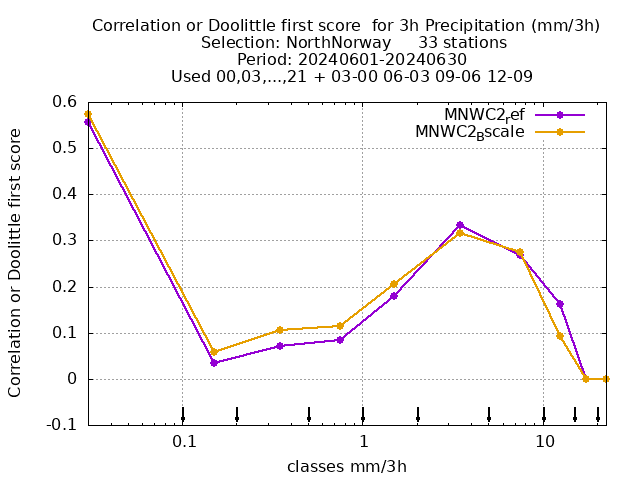 Correlation or Doolittle first score  for 3h Precipitation (mm/3h)
Selection: NorthNorway     33 stations
Period: 20240601-20240630
Used 00,03,...,21 + 03-00 06-03 09-06 12-09
MNWC2ref
MNWC2Bscale
Correlation or Doolittle first score
0.6
0.5
0.4
0.3
0.2
0.1
0
-0.1
0.1 1 10
classes mm/3h